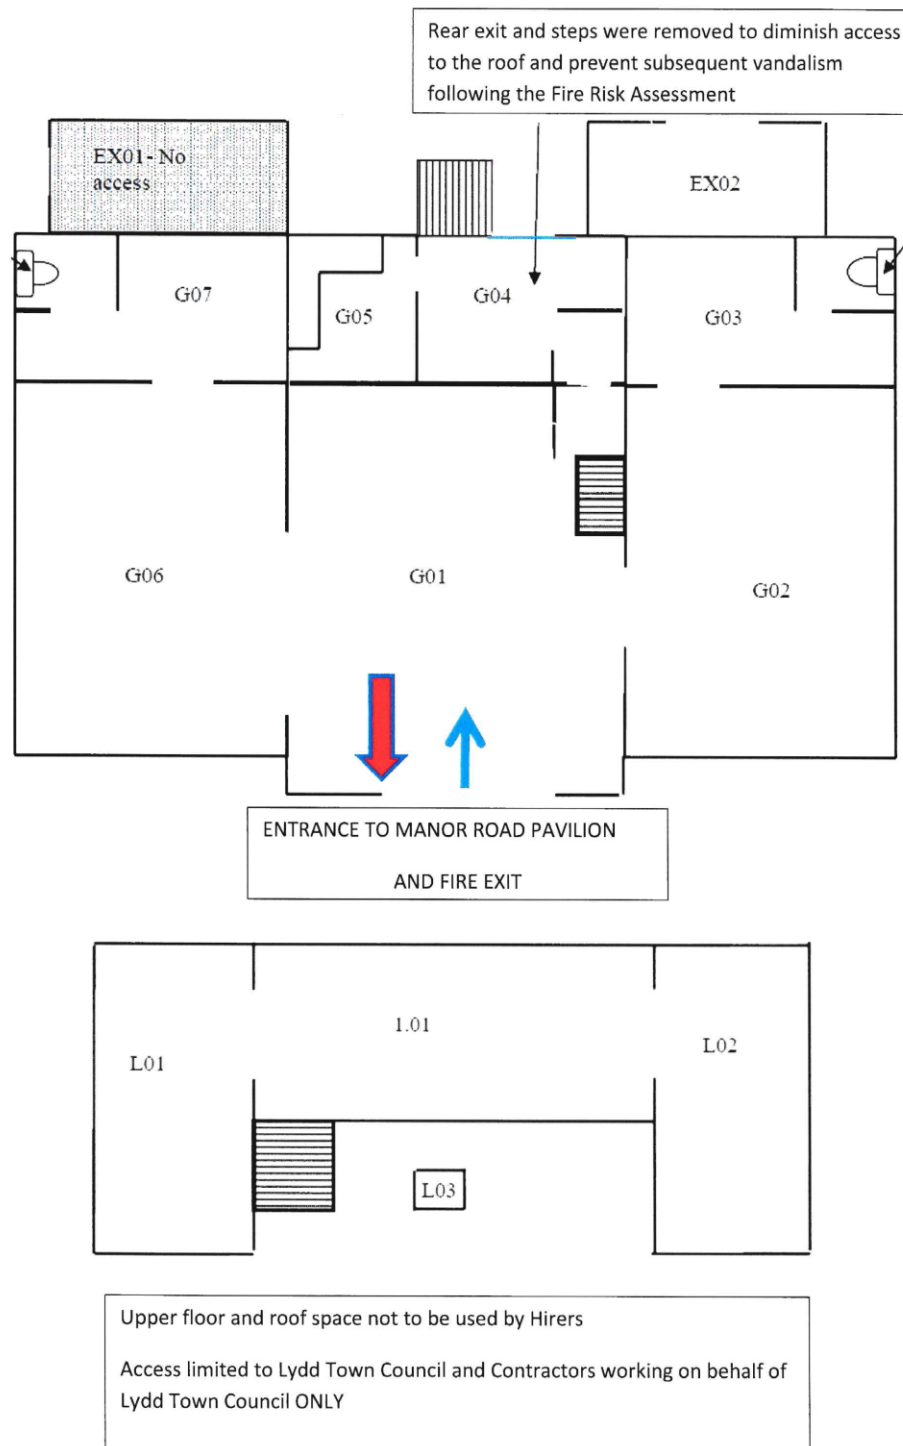 Rear exit and steps were removed to diminish access
to the roof and prevent subsequent vandalism
following the Fire Risk Assessment
EX01- No
access
EX02
G07
G05
G04
G03
G06
G01
G02
ENTRANCE TO MANOR ROAD PAVILION
AND FIRE EXIT
1.01
L01
L02
L03
Upper floor and roof space not to be used by Hirers
Access limited to Lydd Town Council and Contractors working on behalf of
Lydd Town Council ONLY